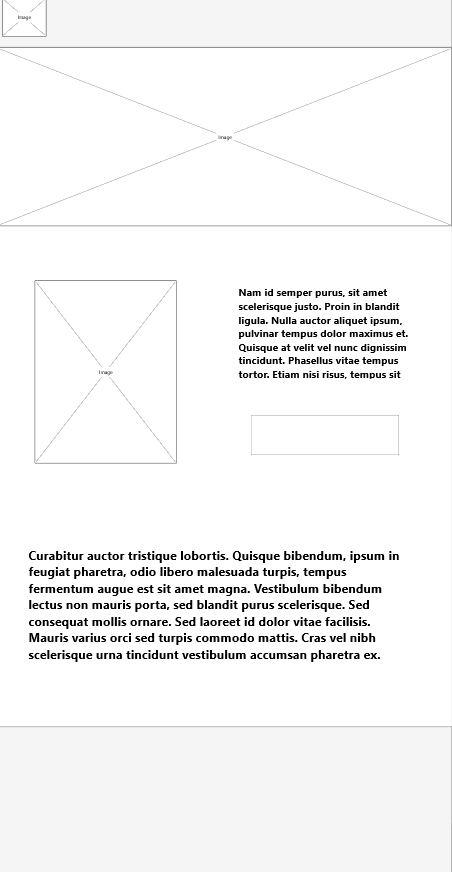 Image
Image
Image
Nam id semper purus, sit amet
scelerisque justo. Proin in blandit
ligula. Nulla auctor aliquet ipsum,
pulvinar tempus dolor maximus et.
Quisque at velit vel nunc dignissim
tincidunt. Phasellus vitae tempus
tortor. Etiam nisi risus, tempus sit
Curabitur auctor tristique lobortis. Quisque bibendum, ipsum in
feugiat pharetra, odio libero malesuada turpis, tempus
fermentum augue est sit amet magna. Vestibulum bibendum
lectus non mauris porta, sed blandit purus scelerisque. Sed
consequat mollis ornare. Sed laoreet id dolor vitae facilisis.
Mauris varius orci sed turpis commodo mattis. Cras vel nibh
scelerisque urna tincidunt vestibulum accumsan pharetra ex.